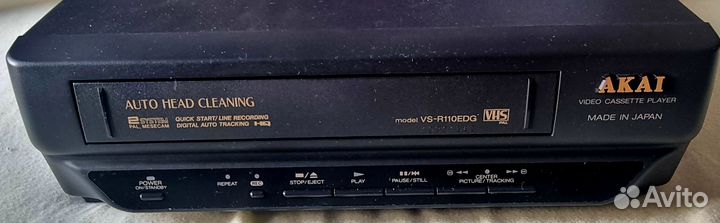 AUTO HEAD CLEANING
2 SYSTEM
PAL, MESECAM
QUICK START/LINE RECORDING
DIGITAL AUTO TRACKING HQ
model VS-R110EDG
VHS
PAL
AKAI
VIDEO CASSETTE PLAYER
MADE IN JAPAN
POWER
ON/STANDBY
REPEAT
REC
STOP/EJECT
PLAY
PAUSE/STILL
CENTER
PICTURE/TRACKING
Avito